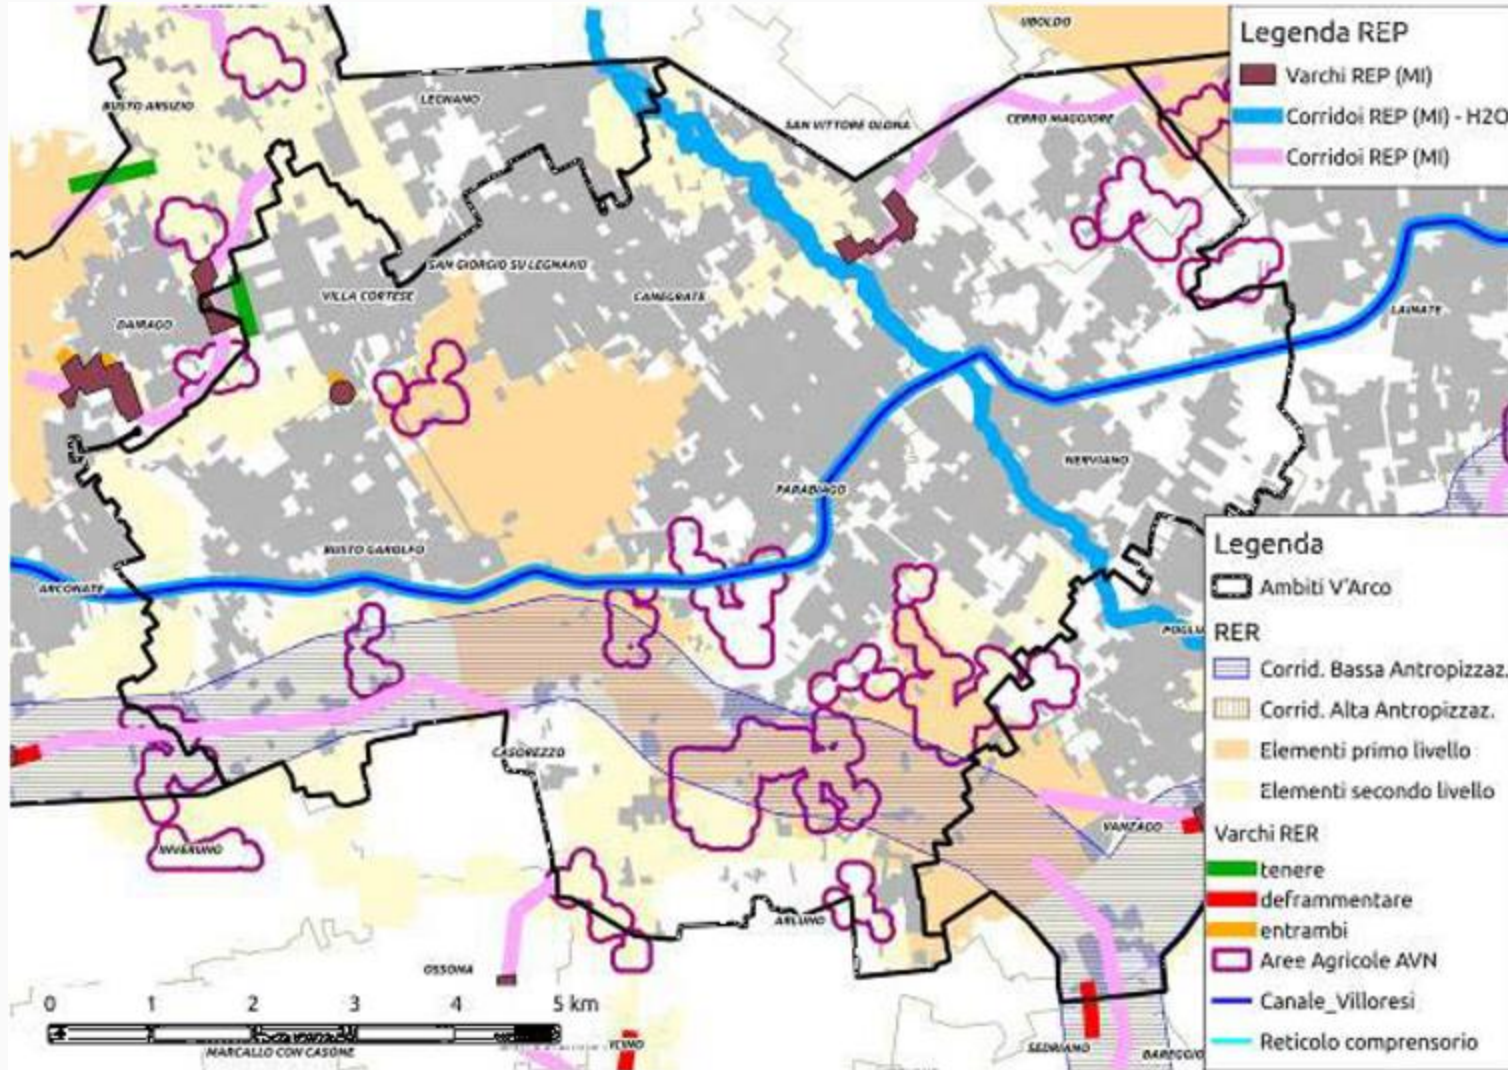 UBOLDO
Legenda REP
Varchi REP (MI)
Corridoi REP (MI) - H2O
Corridoi REP (MI)
BUSTO ARSIZIO
LEGNANO
SAN VITTORE OLONA
CERRO MAGGIORE
SAN GIORGIO SU LEGNANO
VILLA CORTESE
CANEGRATE
DAIRAGO
LAINATE
NERVIANO
PARABIAGO
BUSTO GAROLFO
ARCONATE
POGLI
CASOREZZO
VANZAGO
INVERUNO
ARLUNO
OSSONA
SEDRIANO
BAREGGIO
MARCALLO CON CASONE
0 1 2 3 4 5 km
Legenda
Ambiti V'Arco
RER
Corrid. Bassa Antropizzaz.
Corrid. Alta Antropizzaz.
Elementi primo livello
Elementi secondo livello
Varchi RER
tenere
deframmentare
entrambi
Aree Agricole AVN
Canale_Villoresi
Reticolo comprensorio